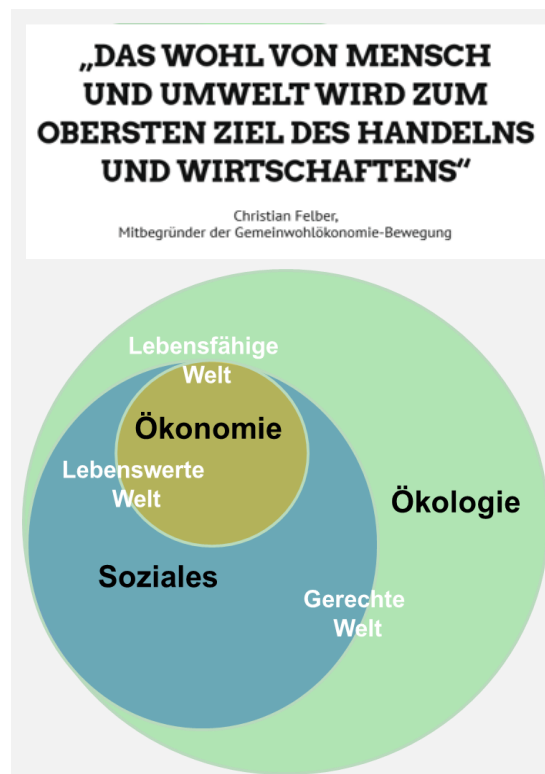 „DAS WOHL VON MENSCH
UND UMWELT WIRD ZUM
OBERSTEN ZIEL DES HANDELNS
UND WIRTSCHAFTENS“
Christian Felber,
Mitbegründer der Gemeinwohlökonomie-Bewegung
Lebensfähige
Welt
Ökonomie
Lebenswerte
Welt
Ökologie
Soziales
Gerechte
Welt